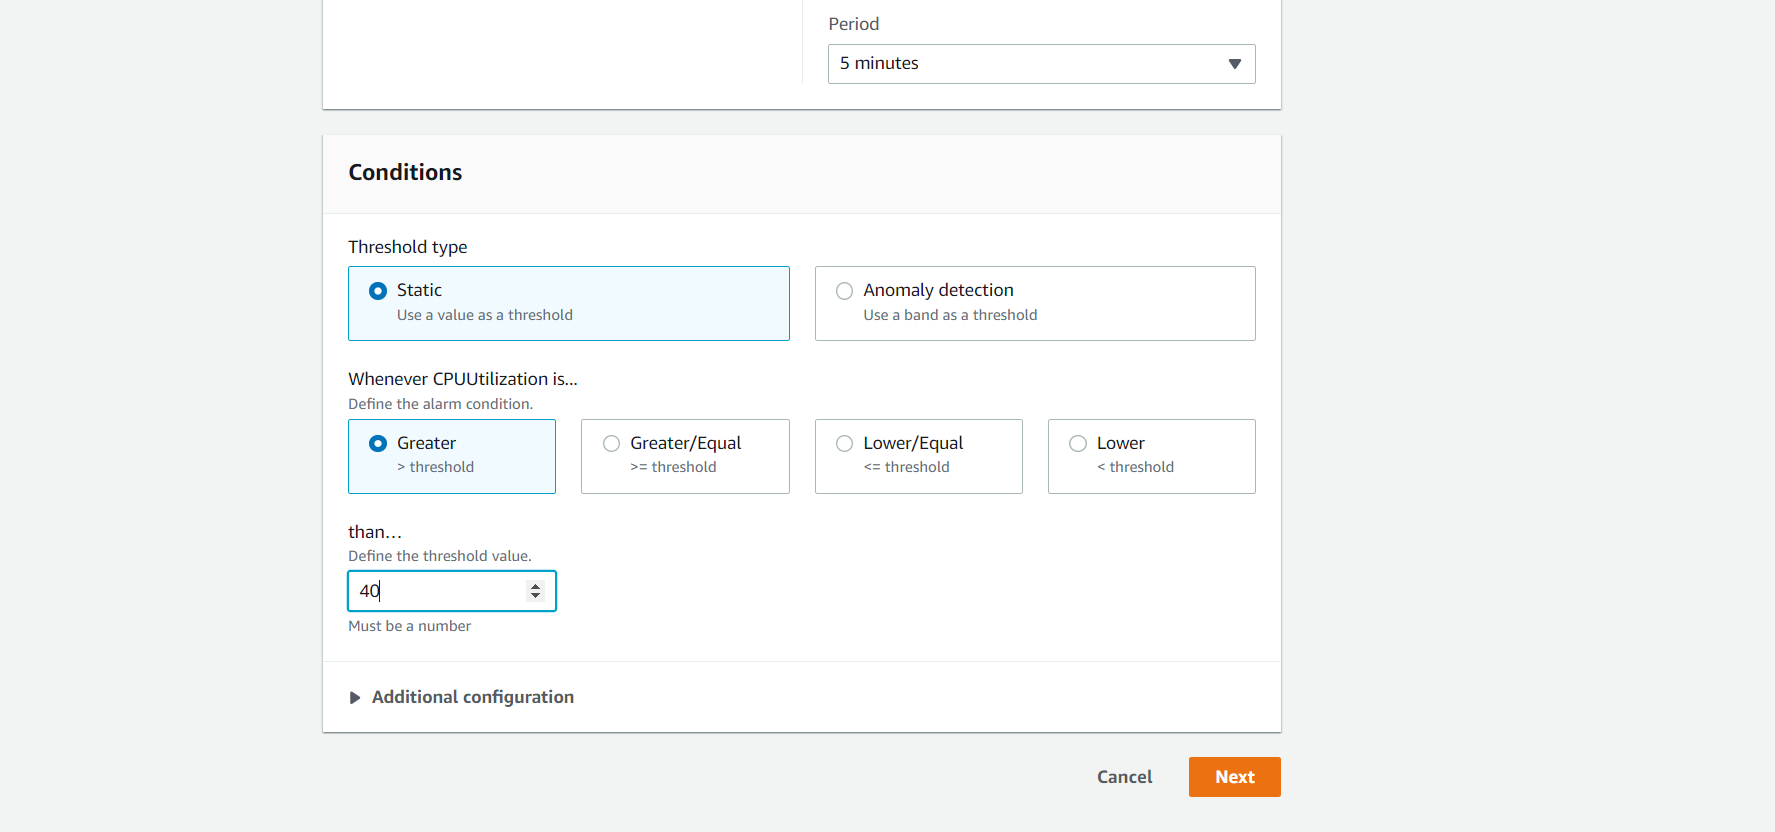 Period
5 minutes
Conditions
Threshold type
Static
Use a value as a threshold
Anomaly detection
Use a band as a threshold
Whenever CPUUtilization is...
Define the alarm condition.
Greater
> threshold
Greater/Equal
>= threshold
Lower/Equal
<= threshold
Lower
< threshold
than…
Define the threshold value.
40
Must be a number
Additional configuration
Cancel
Next